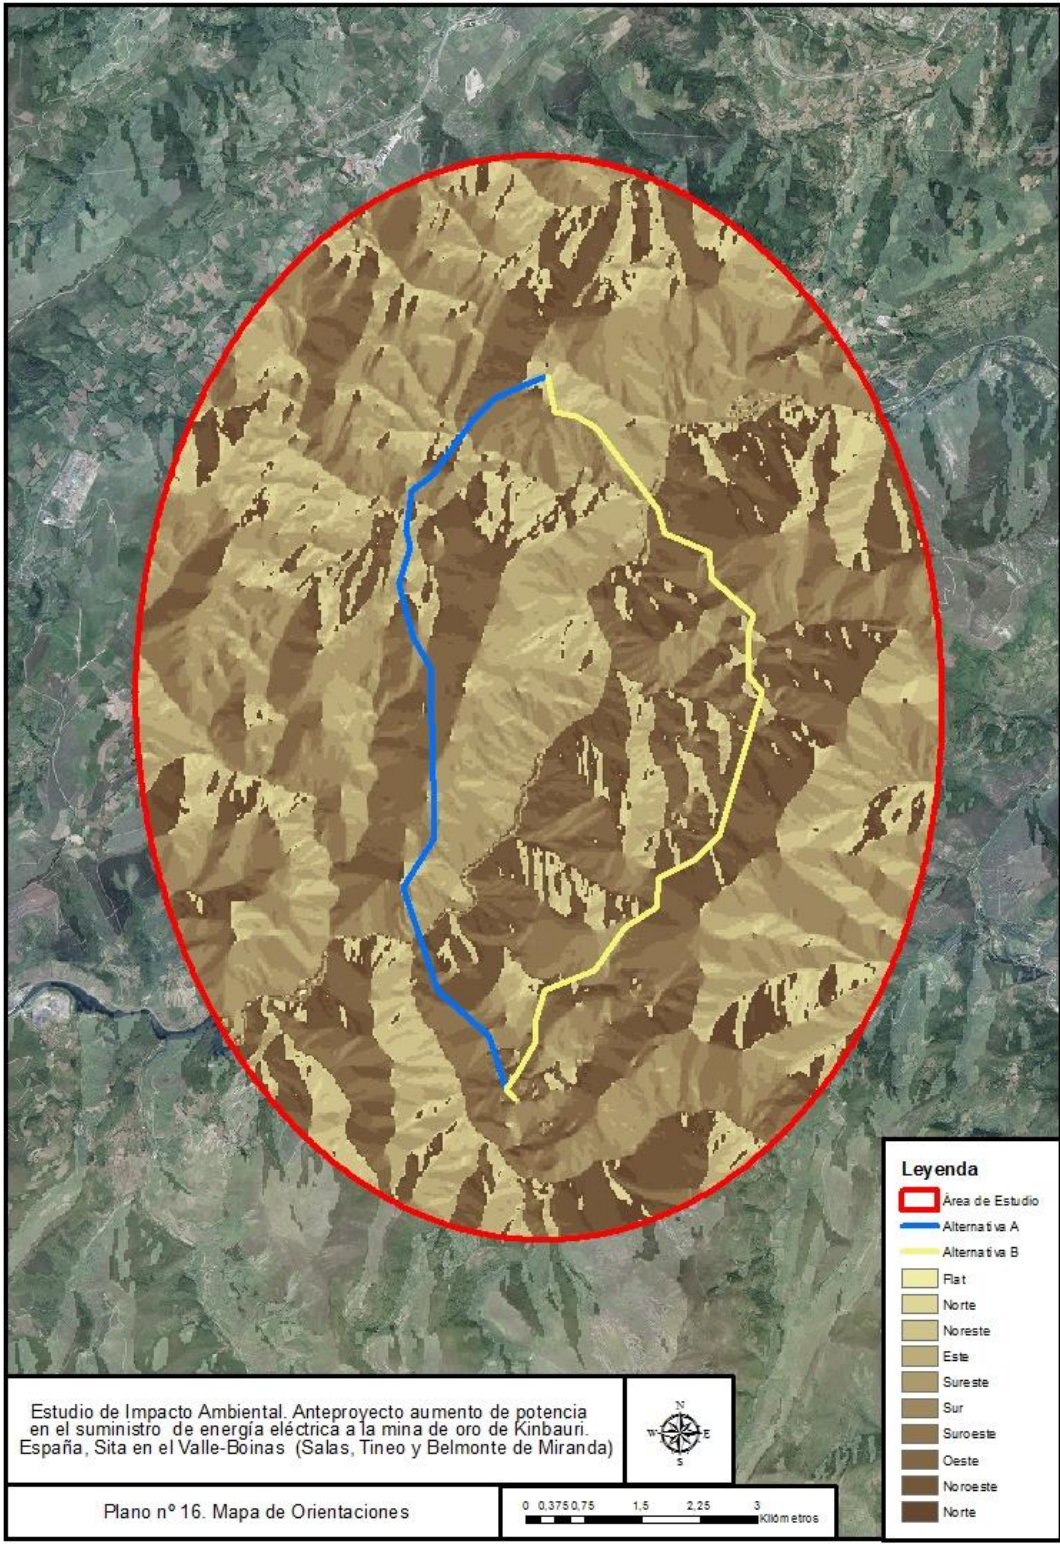 Leyenda
Área de Estudio
Alternativa A
Alternativa B
Flat
Norte
Noreste
Este
Sureste
Sur
Suroeste
Oeste
Noroeste
Norte
Estudio de Impacto Ambiental. Anteproyecto aumento de potencia
en el suministro de energía eléctrica a la mina de oro de Kinbauri.
España, Sita en el Valle-Boinas (Salas, Tineo y Belmonte de Miranda)
N
W E
S
Plano nº 16. Mapa de Orientaciones
0 0,375 0,75 1,5 2,25 3
Kilómetros